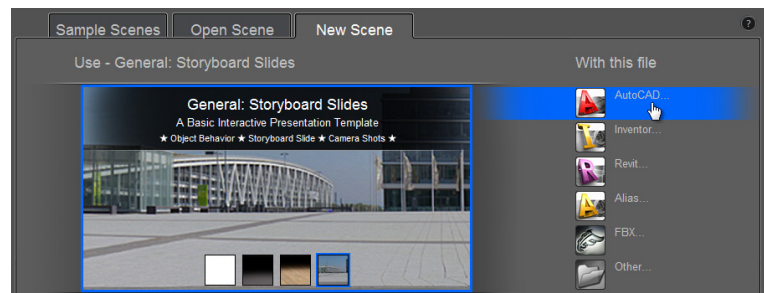 Sample Scenes
Open Scene
New Scene
?
Use - General: Storyboard Slides
With this file
General: Storyboard Slides
A Basic Interactive Presentation Template
★ Object Behavior ★ Storyboard Slide ★ Camera Shots ★
AutoCAD...
Inventor...
Revit...
Alias...
FBX...
Other...